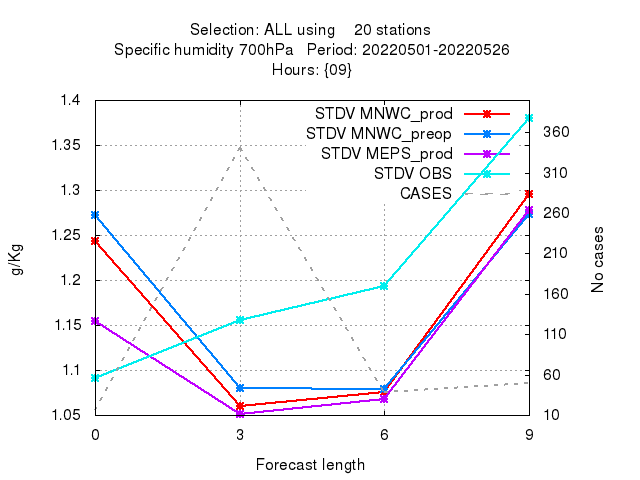 Selection: ALL using    20 stations
Specific humidity 700hPa   Period: 20220501-20220526
Hours: {09}
STDV MNWC_prod
STDV MNWC_preop
STDV MEPS_prod
STDV OBS
CASES
1.4
1.35
1.3
1.25
1.2
1.15
1.1
1.05
g/Kg
360
310
260
210
160
110
60
10
No cases
0 3 6 9
Forecast length